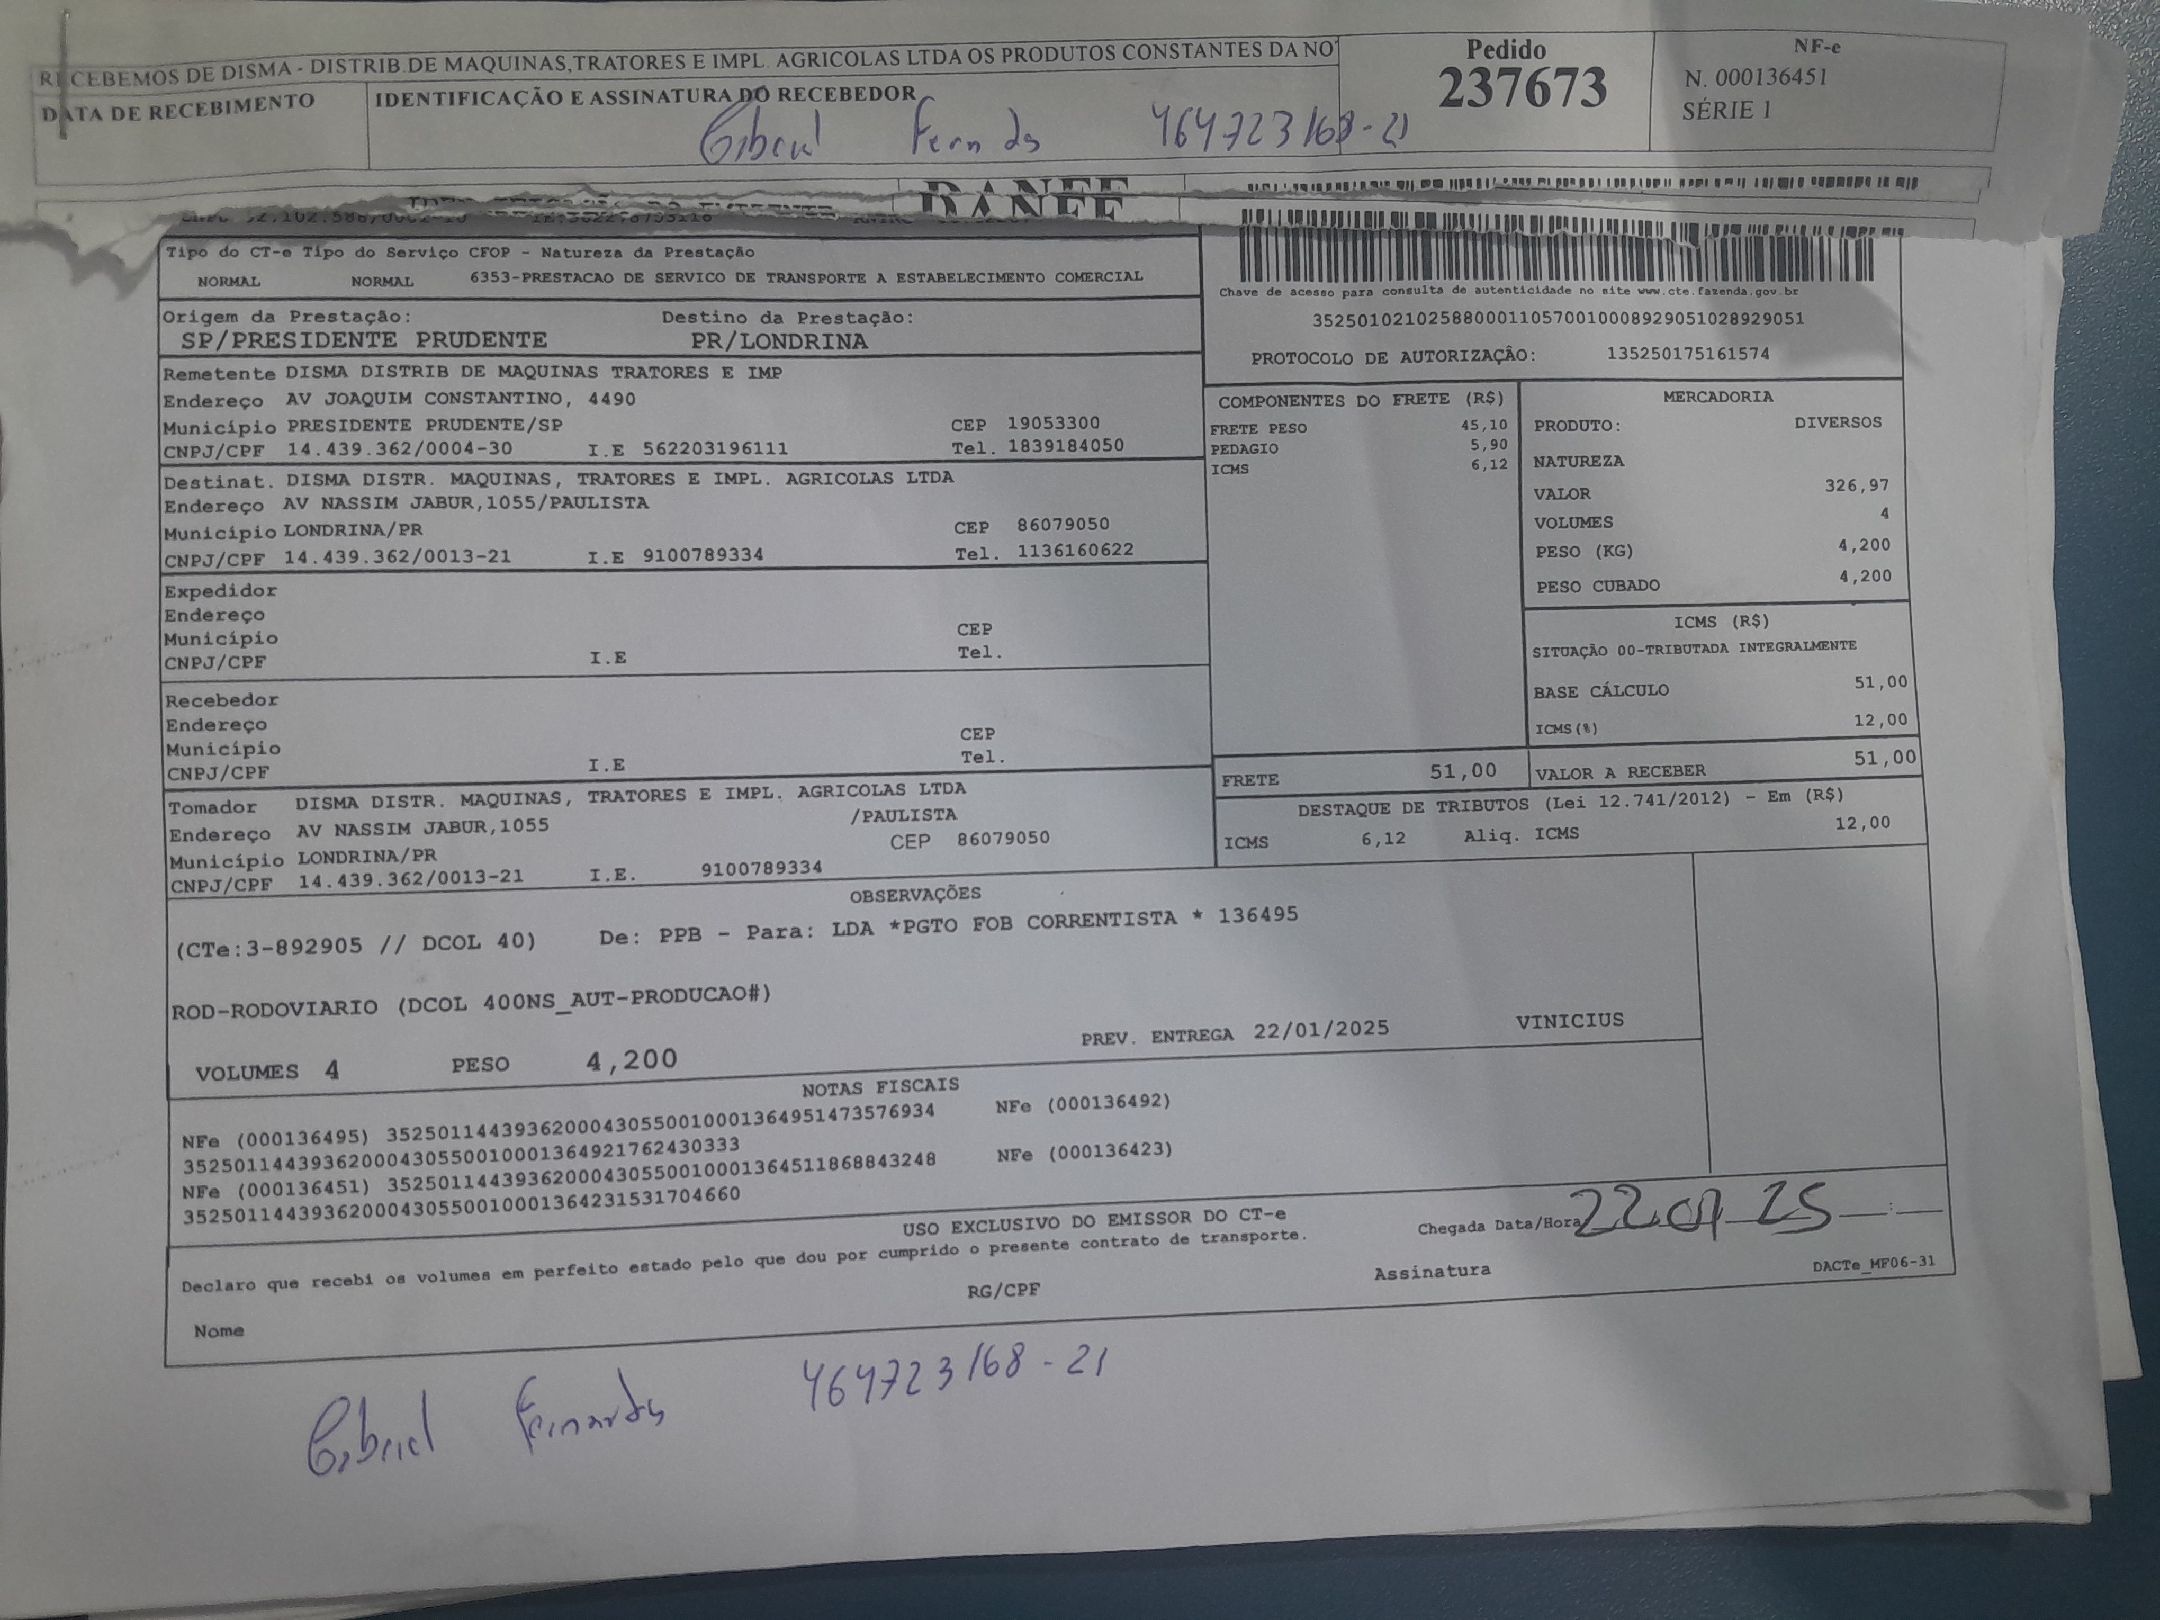 RECEBEMOS DE DISMA - DISTRIB.DE MAQUINAS,TRATORES E IMPL. AGRICOLAS LTDA OS PRODUTOS CONSTANTES DA NO
DATA DE RECEBIMENTO
IDENTIFICAÇÃO E ASSINATURA DO RECEBEDOR
Gabriel 464723168-21
Pedido
237673
NF-e
N. 000136451
SÉRIE 1
DANFE
Tipo do CT-e Tipo do Serviço CFOP - Natureza da Prestação
NORMAL NORMAL 6353-PRESTACAO DE SERVICO DE TRANSPORTE A ESTABELECIMENTO COMERCIAL
Origem da Prestação: Destino da Prestação:
SP/PRESIDENTE PRUDENTE PR/LONDRINA
Remetente DISMA DISTRIB DE MAQUINAS TRATORES E IMP
Endereço AV JOAQUIM CONSTANTINO, 4490
Município PRESIDENTE PRUDENTE/SP CEP 19053300
CNPJ/CPF 14.439.362/0004-30 I.E 562203196111 Tel. 1839184050
Destinat. DISMA DISTR. MAQUINAS, TRATORES E IMPL. AGRICOLAS LTDA
Endereço AV NASSIM JABUR,1055/PAULISTA
Município LONDRINA/PR CEP 86079050
CNPJ/CPF 14.439.362/0013-21 I.E 9100789334 Tel. 1136160622
Expedidor
Endereço
Município CEP
CNPJ/CPF I.E Tel.
Recebedor
Endereço
Município CEP
CNPJ/CPF I.E Tel.
Tomador DISMA DISTR. MAQUINAS, TRATORES E IMPL. AGRICOLAS LTDA
Endereço AV NASSIM JABUR,1055 /PAULISTA
Município LONDRINA/PR CEP 86079050
CNPJ/CPF 14.439.362/0013-21 I.E. 9100789334
Chave de acesso para consulta de autenticidade no site www.cte.fazenda.gov.br
35250102102588000110570010008929051028929051
PROTOCOLO DE AUTORIZAÇÃO: 135250175161574
COMPONENTES DO FRETE (R$)
FRETE PESO 45,10
PEDAGIO 5,90
ICMS 6,12
MERCADORIA
PRODUTO: DIVERSOS
NATUREZA
VALOR 326,97
VOLUMES 4
PESO (KG) 4,200
PESO CUBADO 4,200
ICMS (R$)
SITUAÇÃO 00-TRIBUTADA INTEGRALMENTE
BASE CÁLCULO 51,00
ICMS(%) 12,00
FRETE 51,00 VALOR A RECEBER 51,00
DESTAQUE DE TRIBUTOS (Lei 12.741/2012) - Em (R$)
ICMS 6,12 Aliq. ICMS 12,00
OBSERVAÇÕES
(CTe:3-892905 // DCOL 40) De: PPB - Para: LDA *PGTO FOB CORRENTISTA * 136495
ROD-RODOVIARIO (DCOL 400NS_AUT-PRODUCAO#)
PREV. ENTREGA 22/01/2025 VINICIUS
VOLUMES 4 PESO 4,200
NOTAS FISCAIS
NFe (000136495) 35250114439362000430550010001364951473576934 NFe (000136492)
35250114439362000430550010001364921762430333
NFe (000136451) 35250114439362000430550010001364511868843248 NFe (000136423)
35250114439362000430550010001364231531704660
USO EXCLUSIVO DO EMISSOR DO CT-e
Chegada Data/Hora 22 01 25 :
Declaro que recebi os volumes em perfeito estado pelo que dou por cumprido o presente contrato de transporte.
Nome RG/CPF Assinatura DACTe_MF06-31
Gabriel Fernandes 464723168-21